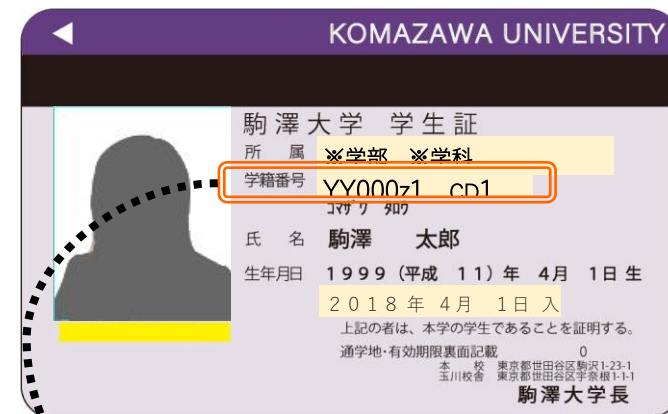 KOMAZAWA UNIVERSITY
駒澤大学 学生証
所 属 ※学部 ※学科
学籍番号 YY000z1 CD1
コマザワ タロウ
氏 名 駒澤 太郎
生年月日 1999(平成 11)年 4月 1日 生
2018年 4月 1日 入
上記の者は、本学の学生であることを証明する。
通学地・有効期限裏面記載 0
本 校 東京都世田谷区駒沢1-23-1
玉川校舎 東京都世田谷区宇奈根1-1-1
駒澤大学長